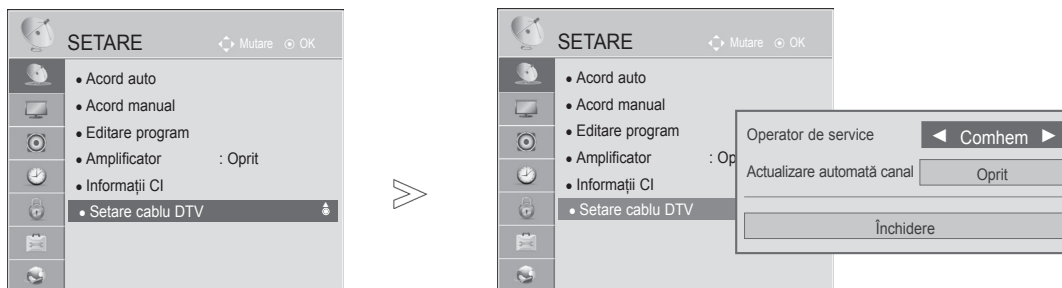 SETARE Mutare OK
• Acord auto
• Acord manual
• Editare program
• Amplificator : Oprit
• Informații CI
• Setare cablu DTV
SETARE Mutare OK
• Acord auto
• Acord manual
• Editare program
• Amplificator : Op
• Informații CI
• Setare cablu DTV
Operator de service ◄ Comhem ►
Actualizare automată canal Oprit
Închidere